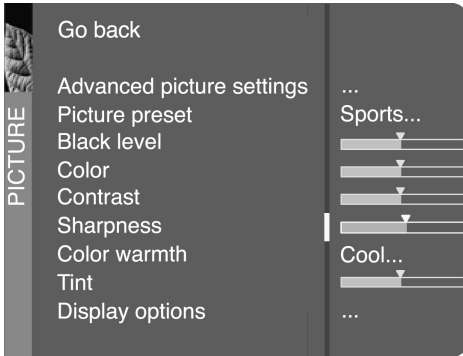 PICTURE
Go back
Advanced picture settings ...
Picture preset Sports...
Black level
Color
Contrast
Sharpness
Color warmth Cool...
Tint
Display options ...